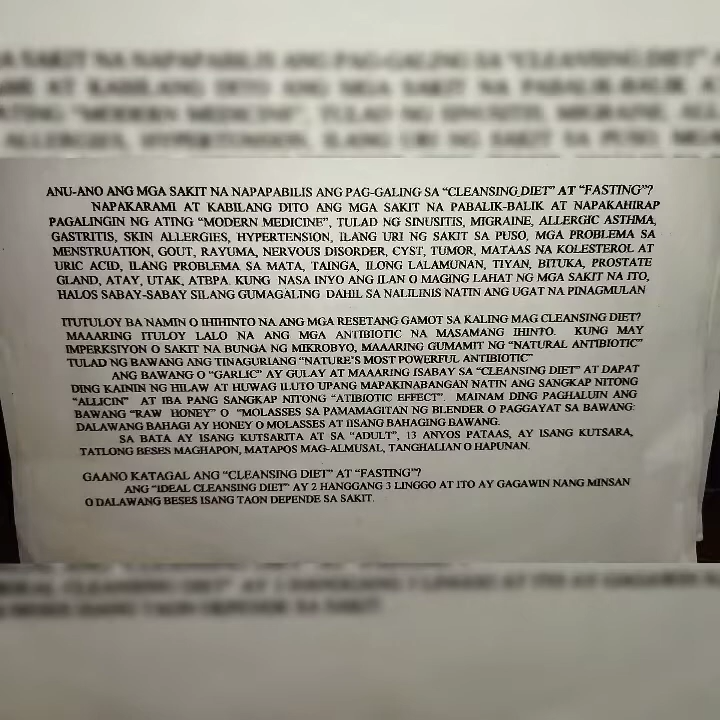 ANU-ANO ANG MGA SAKIT NA NAPAPABILIS ANG PAG-GALING SA "CLEANSING DIET" AT "FASTING"?
NAPAKARAMI AT KABILANG DITO ANG MGA SAKIT NA PABALIK-BALIK AT NAPAKAHIRAP
PAGALINGIN NG ATING "MODERN MEDICINE", TULAD NG SINUSITIS, MIGRAINE, ALLERGIC ASTHMA,
GASTRITIS, SKIN ALLERGIES, HYPERTENSION, ILANG URI NG SAKIT SA PUSO, MGA PROBLEMA SA
MENSTRUATION, GOUT, RAYUMA, NERVOUS DISORDER, CYST, TUMOR, MATAAS NA KOLESTEROL AT
URIC ACID, ILANG PROBLEMA SA MATA, TAINGA, ILONG LALAMUNAN, TIYAN, BITUKA, PROSTATE
GLAND, ATAY, UTAK, ATBPA. KUNG NASA INYO ANG ILAN O MAGING LAHAT NG MGA SAKIT NA ITO,
HALOS SABAY-SABAY SILANG GUMAGALING DAHIL SA NALILINIS NATIN ANG UGAT NA PINAGMULAN
ITUTULOY BA NAMIN O IHIHINTO NA ANG MGA RESETANG GAMOT SA KALING MAG CLEANSING DIET?
MAAARING ITULOY LALO NA ANG MGA ANTIBIOTIC NA MASAMANG IHINTO. KUNG MAY
IMPERKSIYON O SAKIT NA BUNGA NG MIKROBYO, MAAARING GUMAMIT NG "NATURAL ANTIBIOTIC"
TULAD NG BAWANG ANG TINAGURIANG "NATURE'S MOST POWERFUL ANTIBIOTIC"
ANG BAWANG O "GARLIC" AY GULAY AT MAAARING ISABAY SA "CLEANSING DIET" AT DAPAT
DING KAININ NG HILAW AT HUWAG ILUTO UPANG MAPAKINABANGAN NATIN ANG SANGKAP NITONG
"ALLICIN" AT IBA PANG SANGKAP NITONG "ATIBIOTIC EFFECT". MAINAM DING PAGHALUIN ANG
BAWANG "RAW HONEY" O "MOLASSES SA PAMAMAGITAN NG BLENDER O PAGGAYAT SA BAWANG:
DALAWANG BAHAGI AY HONEY O MOLASSES AT IISANG BAHAGING BAWANG.
SA BATA AY ISANG KUTSARITA AT SA "ADULT", 13 ANYOS PATAAS, AY ISANG KUTSARA,
TATLONG BESES MAGHAPON, MATAPOS MAG-ALMUSAL, TANGHALIAN O HAPUNAN.
GAANO KATAGAL ANG "CLEANSING DIET" AT "FASTING"?
ANG "IDEAL CLEANSING DIET" AY 2 HANGGANG 3 LINGGO AT ITO AY GAGAWIN NANG MINSAN
O DALAWANG BESES ISANG TAON DEPENDE SA SAKIT.